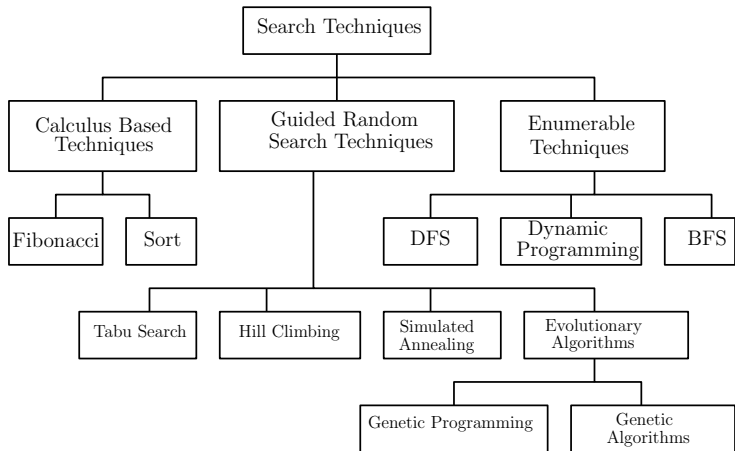 Search Techniques
Calculus Based
Techniques
Guided Random
Search Techniques
Enumerable
Techniques
Fibonacci
Sort
DFS
Dynamic
Programming
BFS
Tabu Search
Hill Climbing
Simulated
Annealing
Evolutionary
Algorithms
Genetic Programming
Genetic
Algorithms